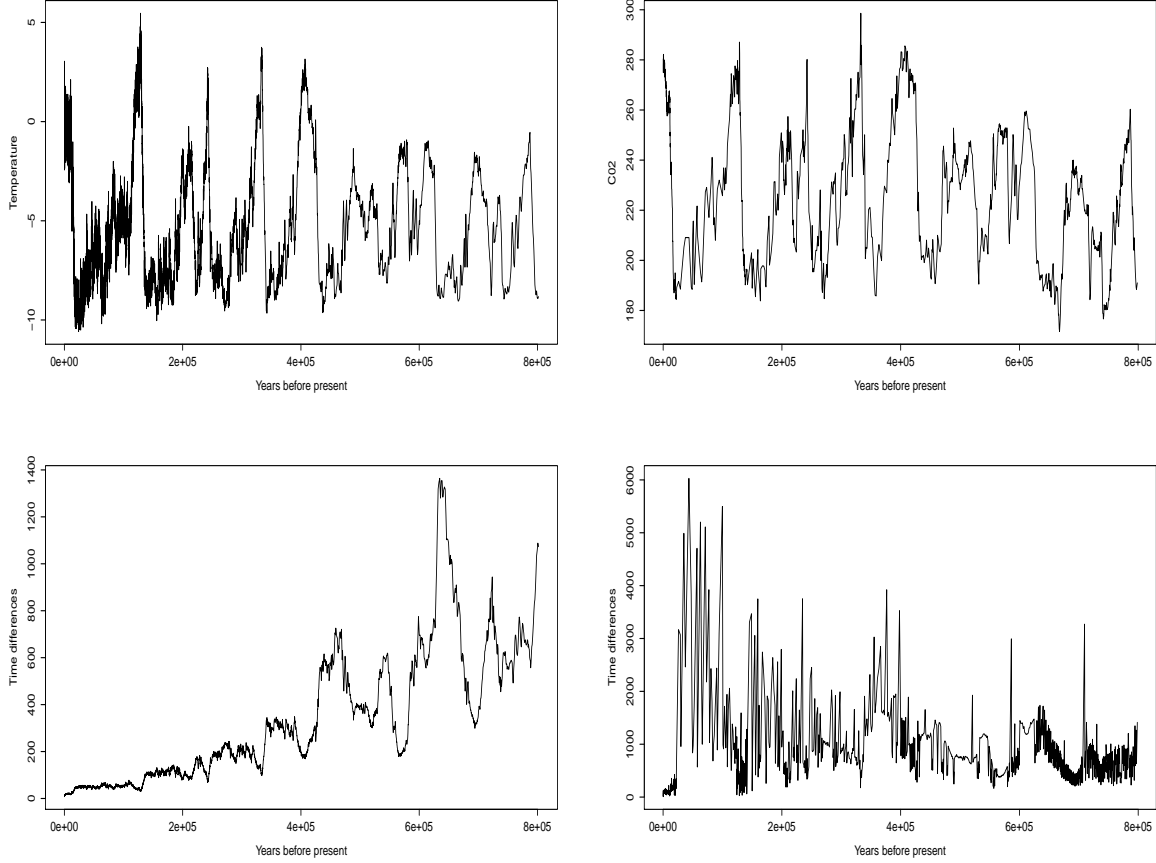 Temperature
5
0
−5
−10
0e+00 2e+05 4e+05 6e+05 8e+05
Years before present
C02
300
280
260
240
220
200
180
0e+00 2e+05 4e+05 6e+05 8e+05
Years before present
Time differences
1400
1200
1000
800
600
400
200
0
0e+00 2e+05 4e+05 6e+05 8e+05
Years before present
Time differences
6000
5000
4000
3000
2000
1000
0
0e+00 2e+05 4e+05 6e+05 8e+05
Years before present